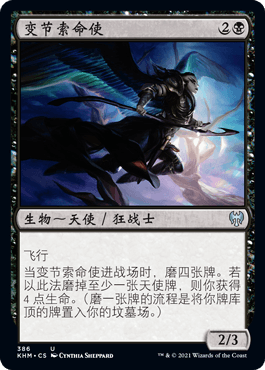 变节索命使 2
生物～天使 / 狂战士
飞行
当变节索命使进战场时，磨四张牌。若
以此法磨掉至少一张天使牌，则你获得
4点生命。（磨一张牌的流程是将你牌库
顶的牌置入你的坟墓场。）
2/3
386 U
KHM • CS CYNTHIA SHEPPARD
™ & © 2021 Wizards of the Coast